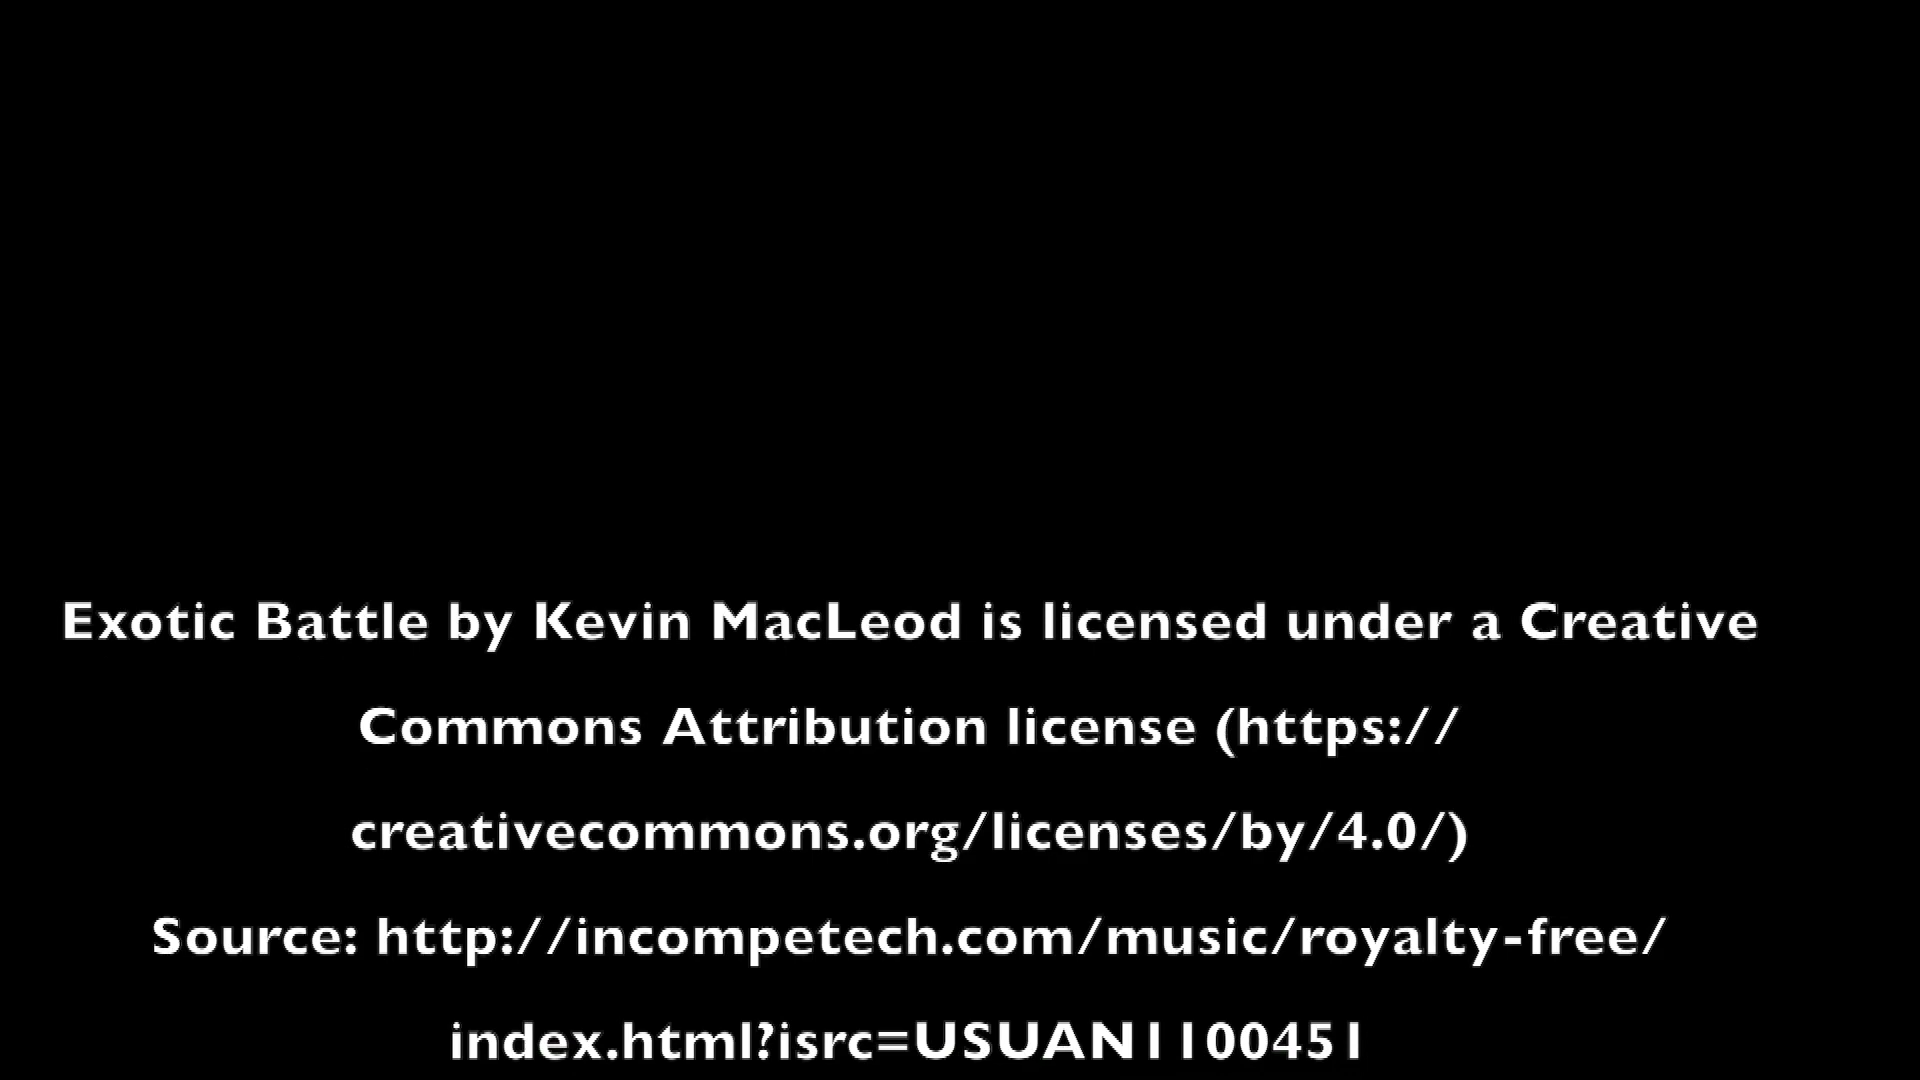 Exotic Battle by Kevin MacLeod is licensed under a Creative
Commons Attribution license (https://
creativecommons.org/licenses/by/4.0/)
Source: http://incompetech.com/music/royalty-free/
index.html?isrc=USUAN1100451